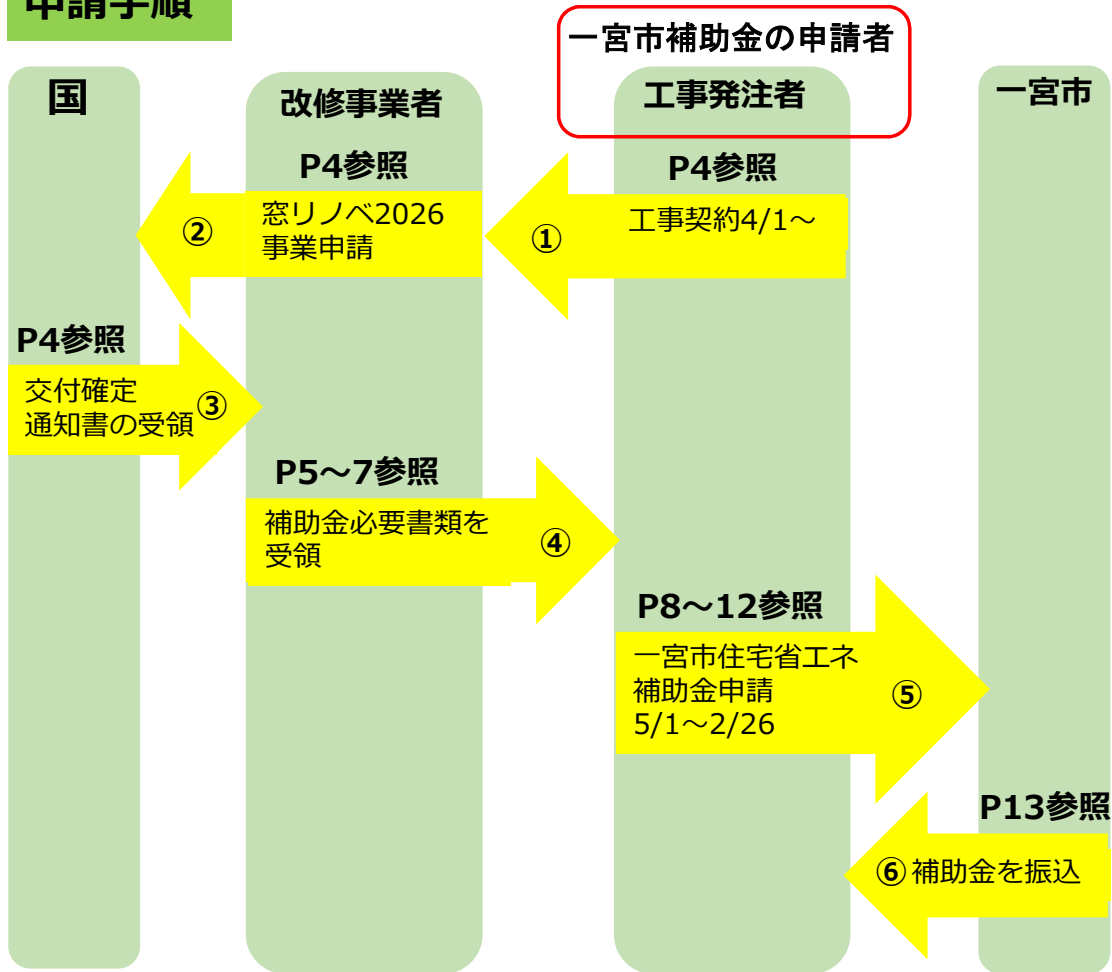 申請手順
一宮市補助金の申請者
国
改修事業者
工事発注者
一宮市
P4参照
P4参照
②
窓リノベ2026
事業申請
①
工事契約4/1～
P4参照
交付確定
通知書の受領
③
P5～7参照
補助金必要書類を
受領
④
P8～12参照
一宮市住宅省エネ
補助金申請
5/1～2/26
⑤
P13参照
⑥補助金を振込